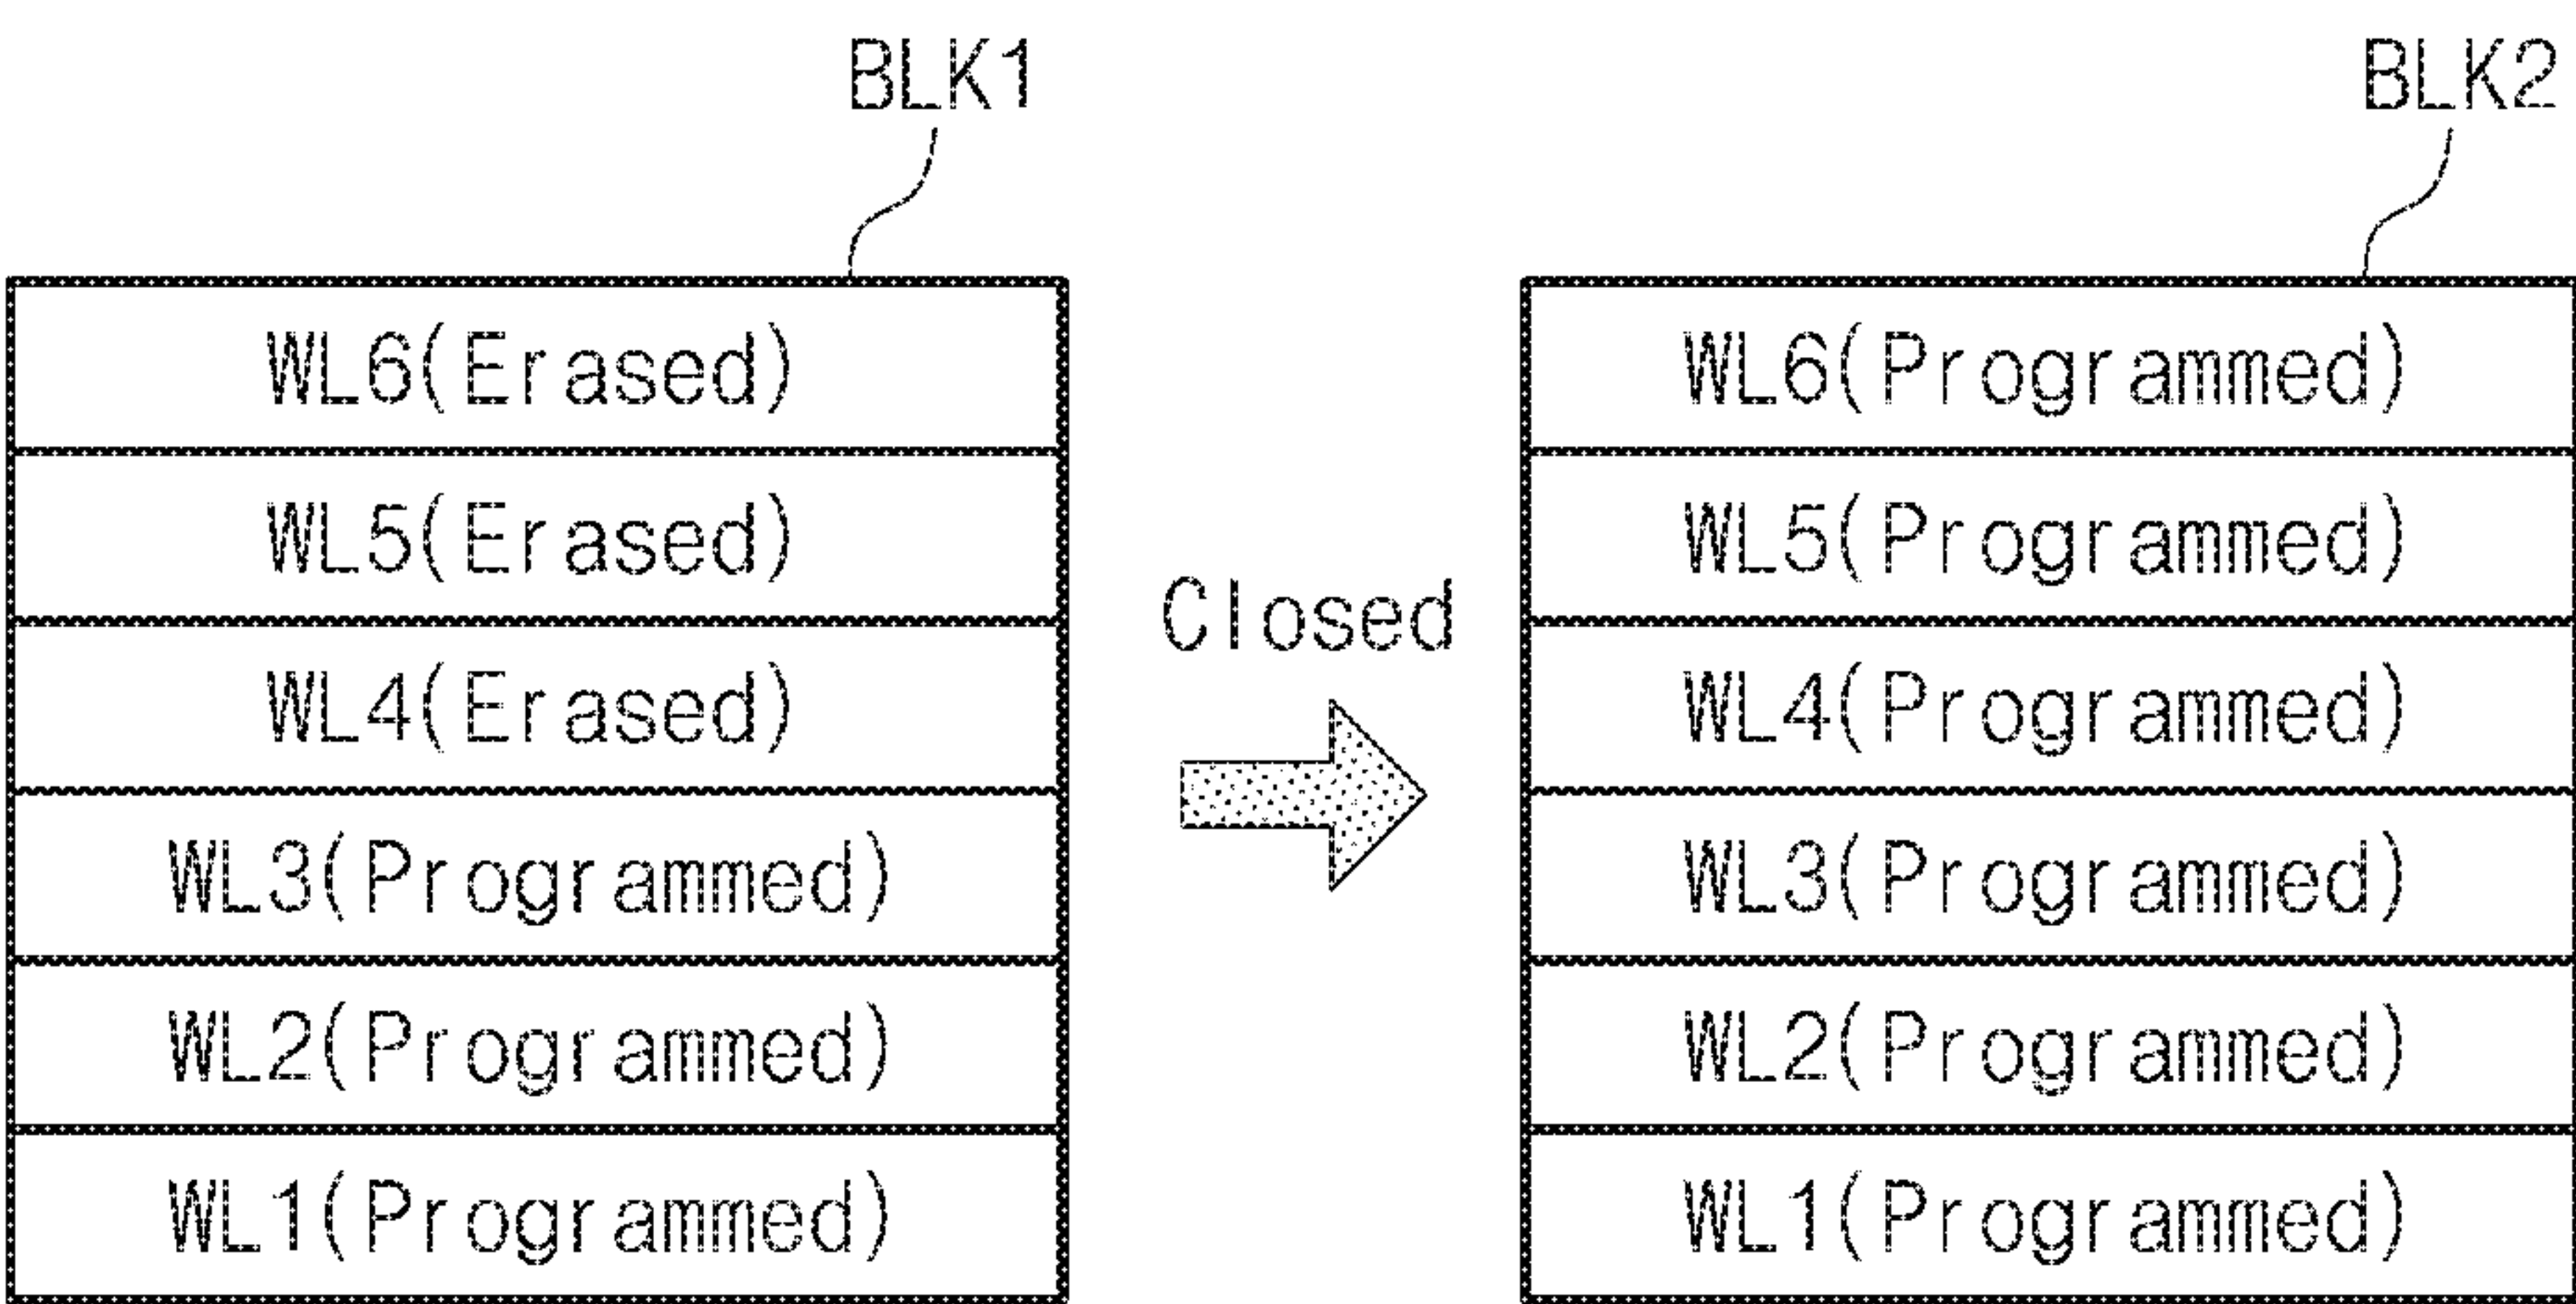 BLK1
BLK2
WL6(Erased)
WL5(Erased)
WL4(Erased)
WL3(Programmed)
WL2(Programmed)
WL1(Programmed)
Closed
WL6(Programmed)
WL5(Programmed)
WL4(Programmed)
WL3(Programmed)
WL2(Programmed)
WL1(Programmed)